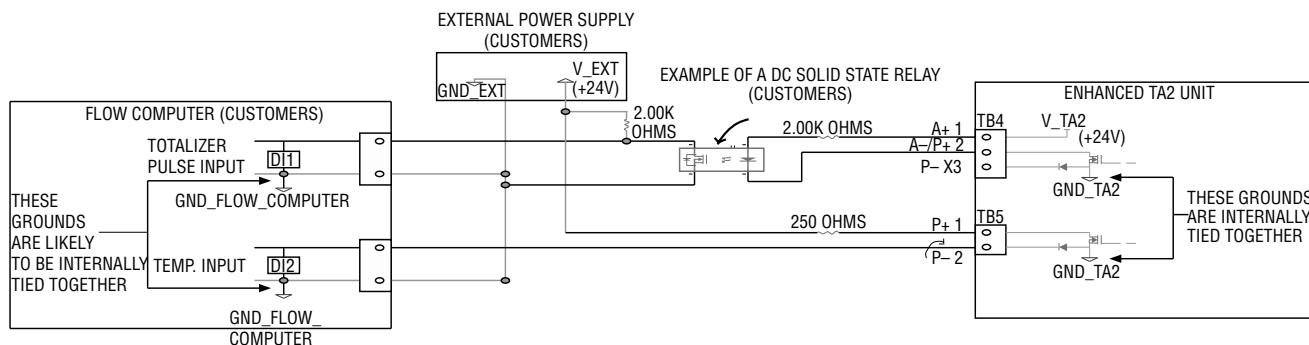 EXTERNAL POWER SUPPLY
(CUSTOMERS)
GND_EXT
V_EXT
(+24V)
EXAMPLE OF A DC SOLID STATE RELAY
(CUSTOMERS)
FLOW COMPUTER (CUSTOMERS)
TOTALIZER
PULSE INPUT
DI1
GND_FLOW_COMPUTER
THESE
GROUNDS
ARE LIKELY
TO BE INTERNALLY
TIED TOGETHER
TEMP. INPUT
DI2
GND_FLOW_
COMPUTER
2.00K
OHMS
2.00K OHMS
250 OHMS
ENHANCED TA2 UNIT
TB4
A+ 1
A–/P+ 2
P– X3
V_TA2
(+24V)
GND_TA2
TB5
P+ 1
P– 2
GND_TA2
THESE GROUNDS
ARE INTERNALLY
TIED TOGETHER